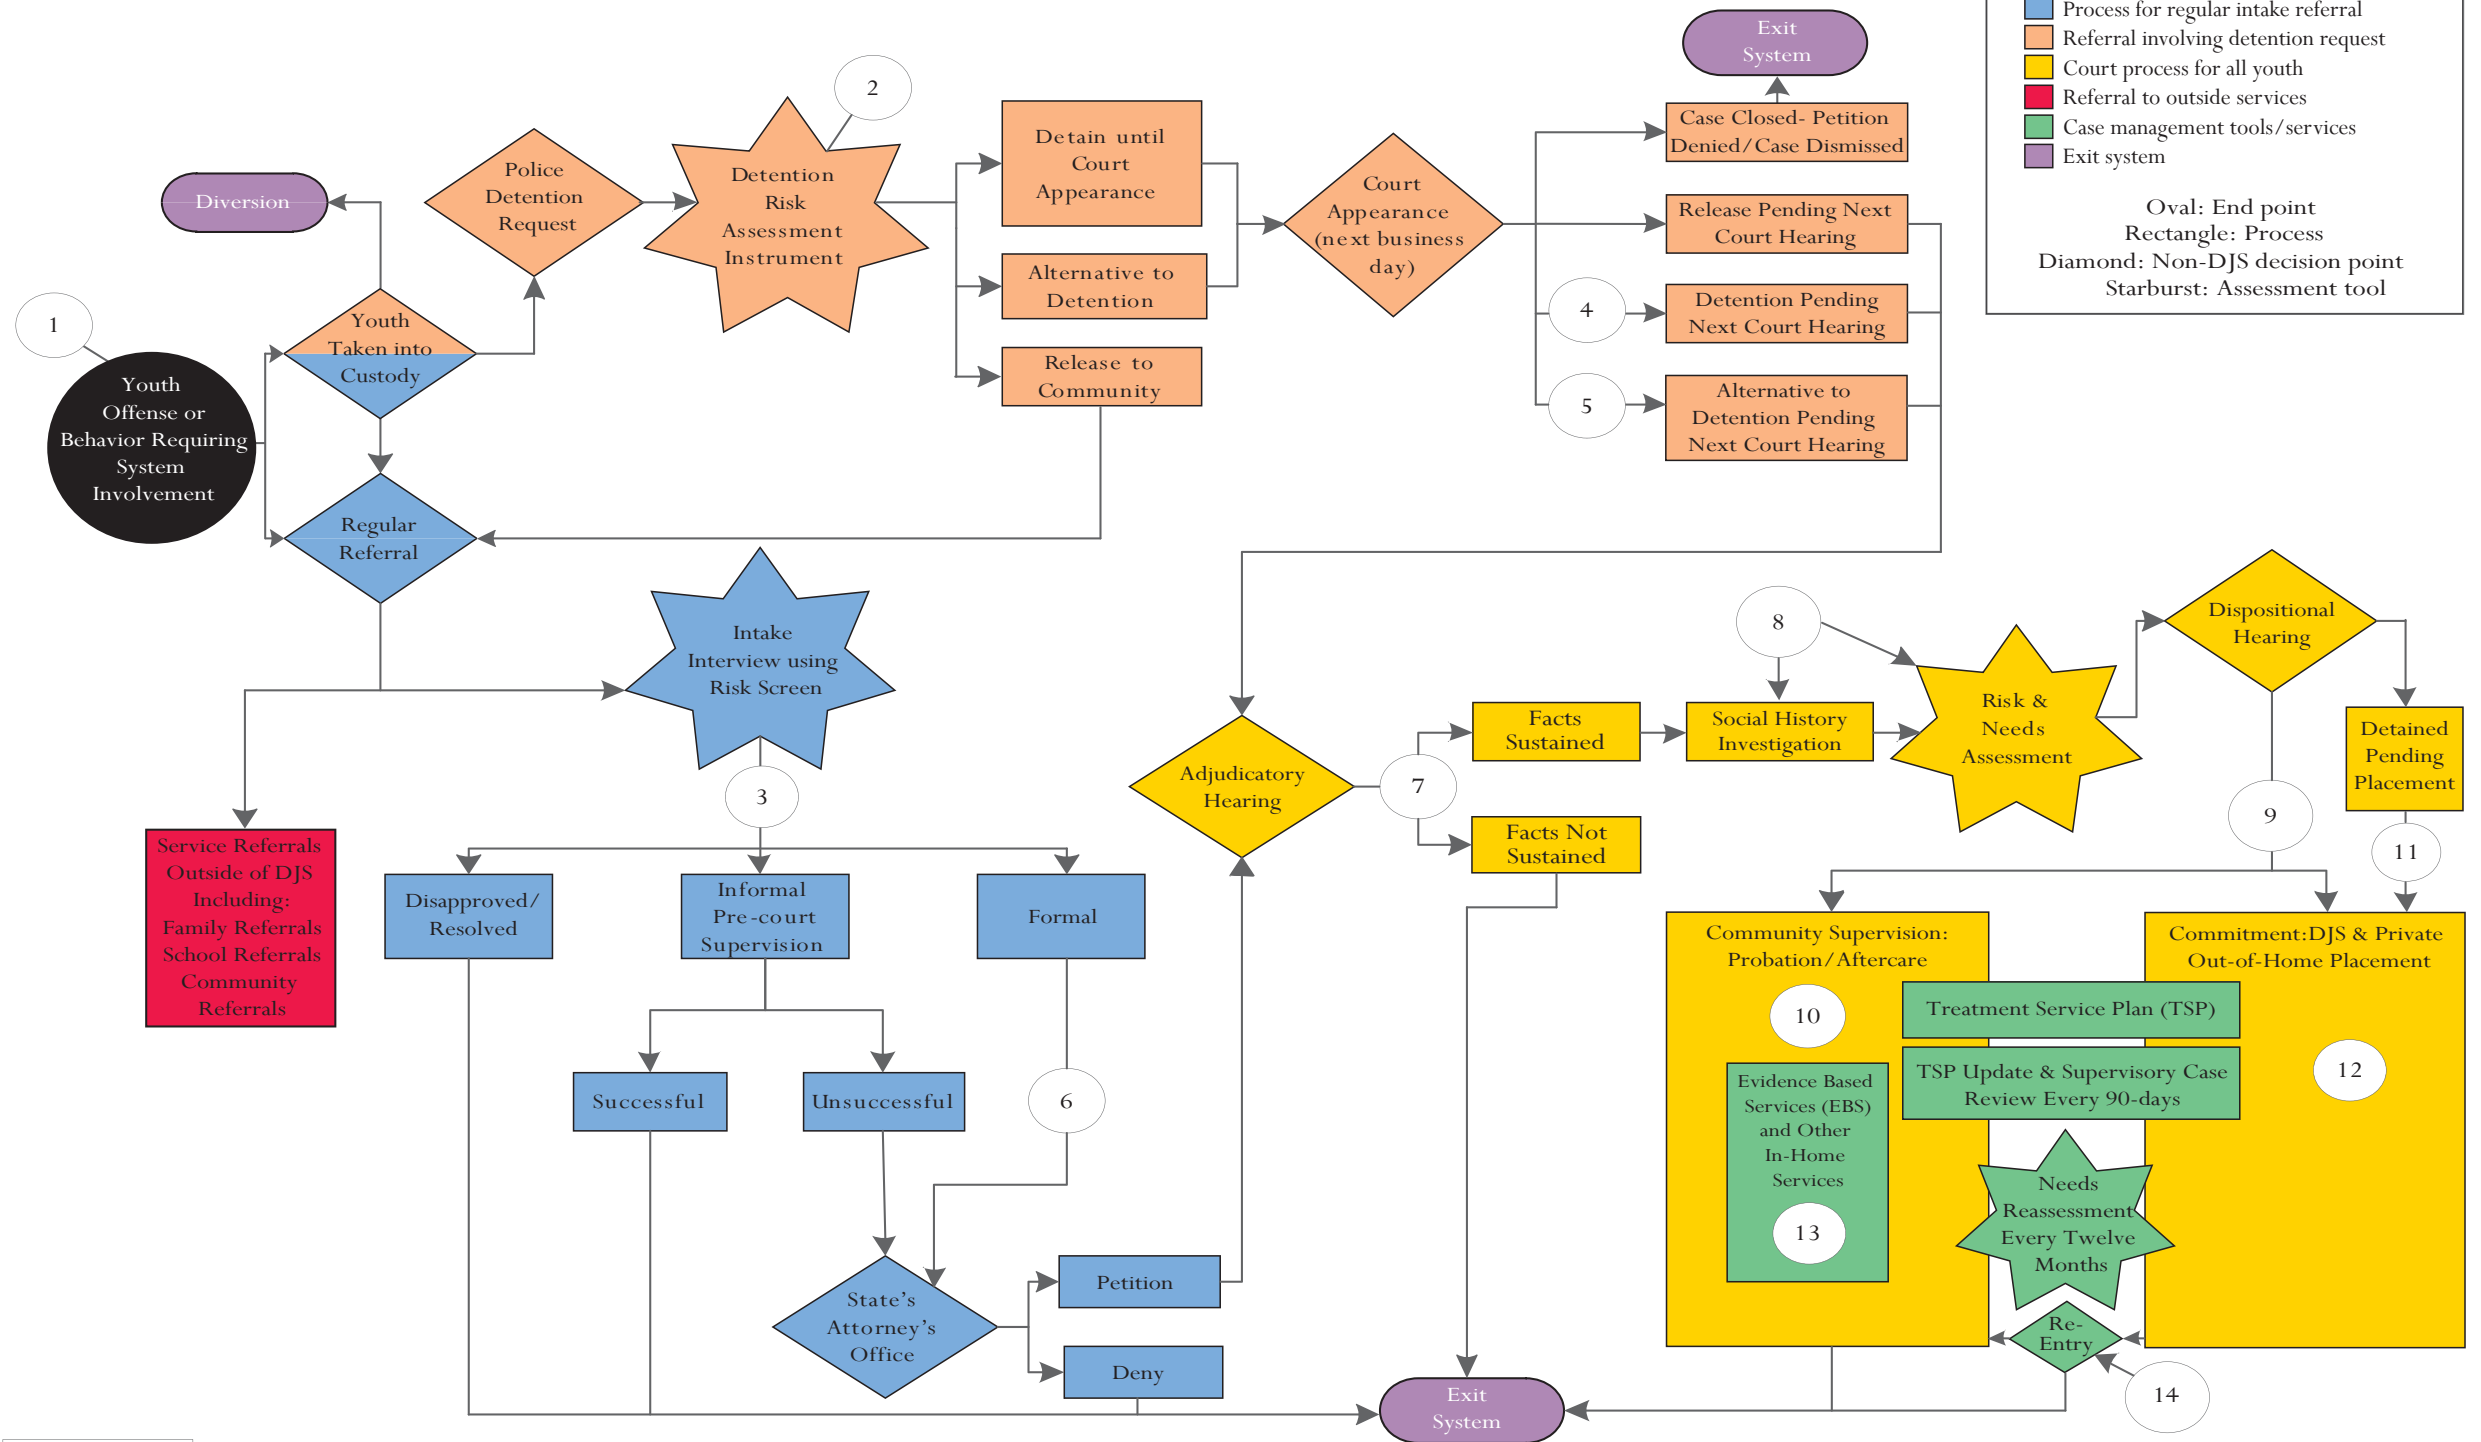 Process for regular intake referral
Referral involving detention request
Court process for all youth
Referral to outside services
Case management tools/services
Exit system
Oval: End point
Rectangle: Process
Diamond: Non-DJS decision point
Starburst: Assessment tool
Exit
System
2
Case Closed- Petition
Denied/Case Dismissed
Detain until
Court
Appearance
Police
Detention
Request
Detention
Risk
Assessment
Instrument
Diversion
Court
Appearance
(next business
day)
Release Pending Next
Court Hearing
Alternative to
Detention
4
Detention Pending
Next Court Hearing
1
Youth
Taken into
Custody
Release to
Community
5
Alternative to
Detention Pending
Next Court Hearing
Youth
Offense or
Behavior Requiring
System
Involvement
Regular
Referral
Intake
Interview using
Risk Screen
8
Dispositional
Hearing
Facts
Sustained
Social History
Investigation
Risk &
Needs
Assessment
Detained
Pending
Placement
Adjudicatory
Hearing
7
3
9
11
Facts Not
Sustained
Service Referrals
Outside of DJS
Including:
Family Referrals
School Referrals
Community
Referrals
Disapproved/
Resolved
Informal
Pre-court
Supervision
Formal
Community Supervision:
Probation/Aftercare
Commitment:DJS & Private
Out-of-Home Placement
10
Treatment Service Plan (TSP)
12
TSP Update & Supervisory Case
Review Every 90-days
Evidence Based
Services (EBS)
and Other
In-Home
Services
13
Successful
Unsuccessful
6
Needs
Reassessment
Every Twelve
Months
Petition
State's
Attorney's
Office
Deny
Re-
Entry
14
Exit
System